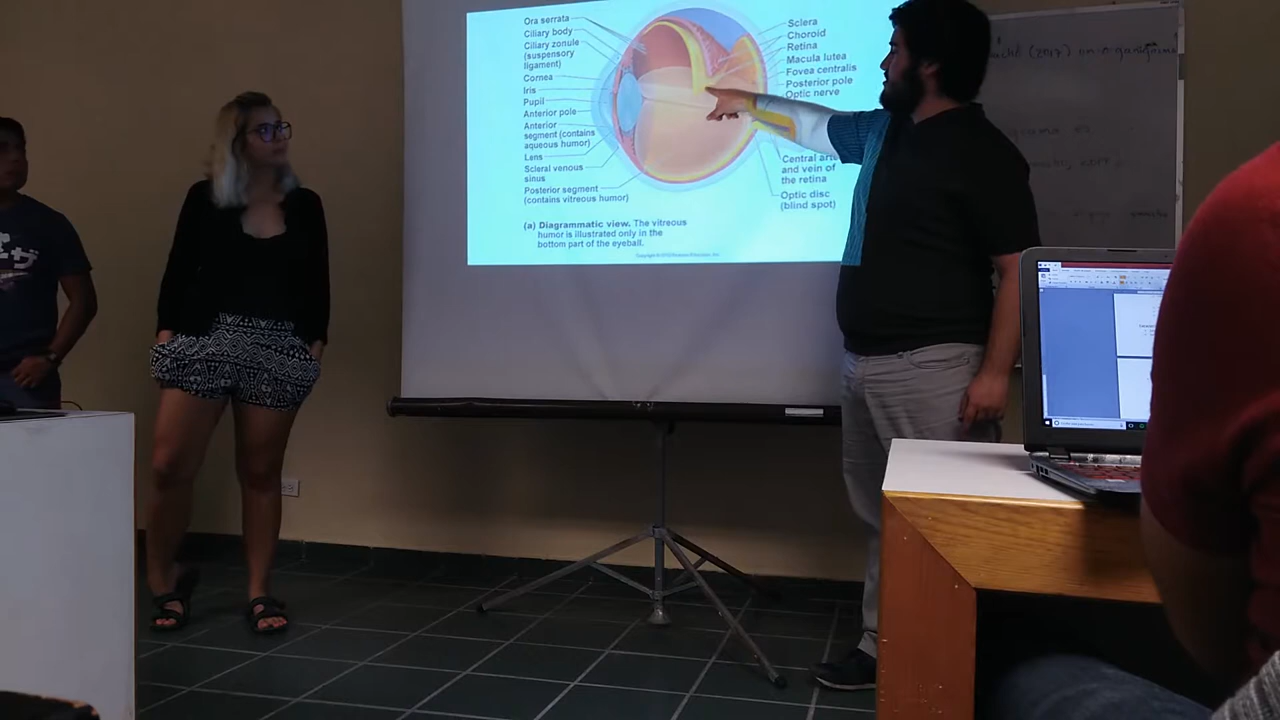 Ora serrata
Ciliary body
Ciliary zonule
(suspensory
ligament)
Cornea
Iris
Pupil
Anterior pole
Anterior
segment (contains
aqueous humor)
Lens
Scleral venous
sinus
Posterior segment
(contains vitreous humor)
Sclera
Choroid
Retina
Macula lutea
Fovea centralis
Posterior pole
Optic nerve
Central arte
and vein of
the retina
Optic disc
(blind spot)
(a) Diagrammatic view. The vitreous
humor is illustrated only in the
bottom part of the eyeball.
(2017)